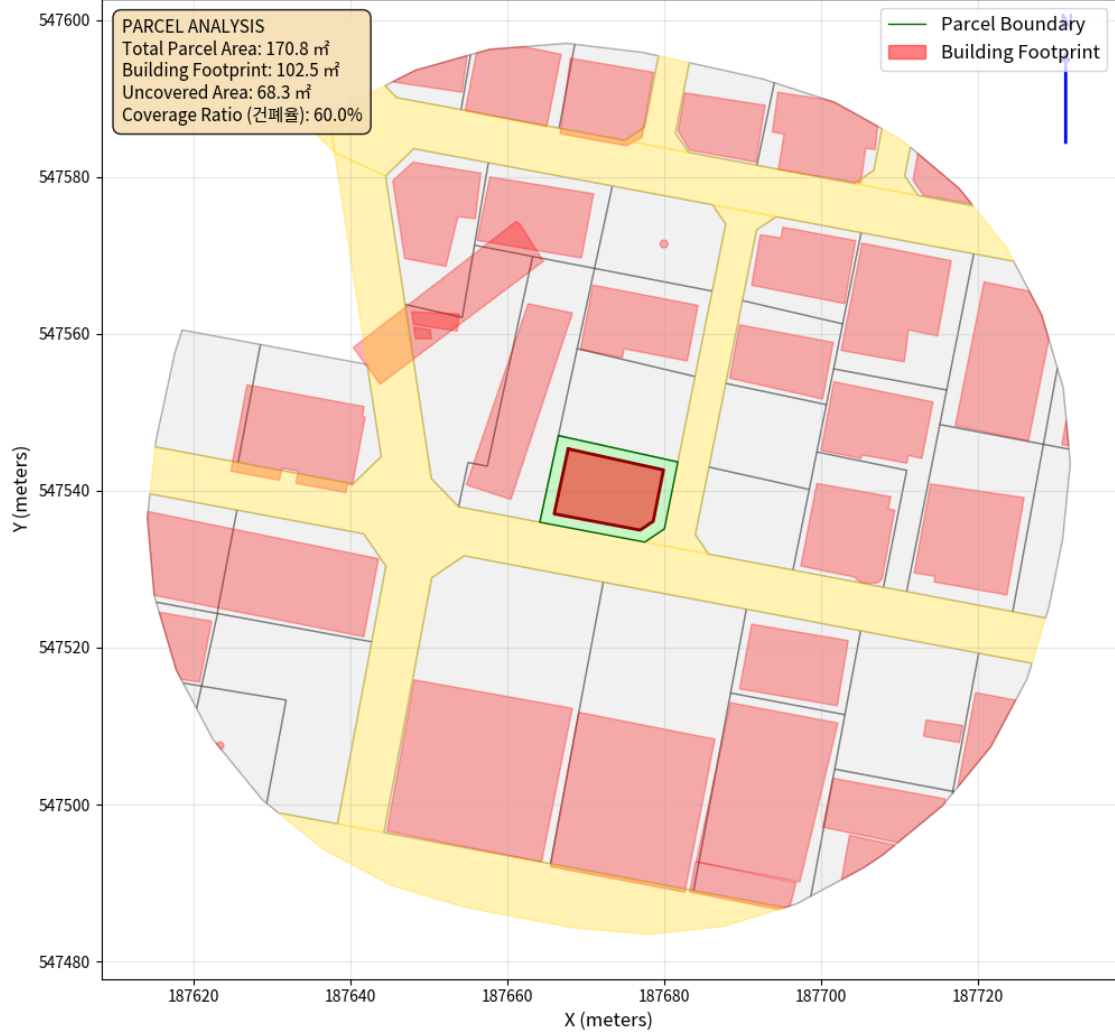 PARCEL ANALYSIS
Total Parcel Area: 170.8 ㎡
Building Footprint: 102.5 ㎡
Uncovered Area: 68.3 ㎡
Coverage Ratio (건폐율): 60.0%
Parcel Boundary
Building Footprint
N
547600
547580
547560
547540
547520
547500
547480
Y (meters)
187620
187640
187660
187680
187700
187720
X (meters)